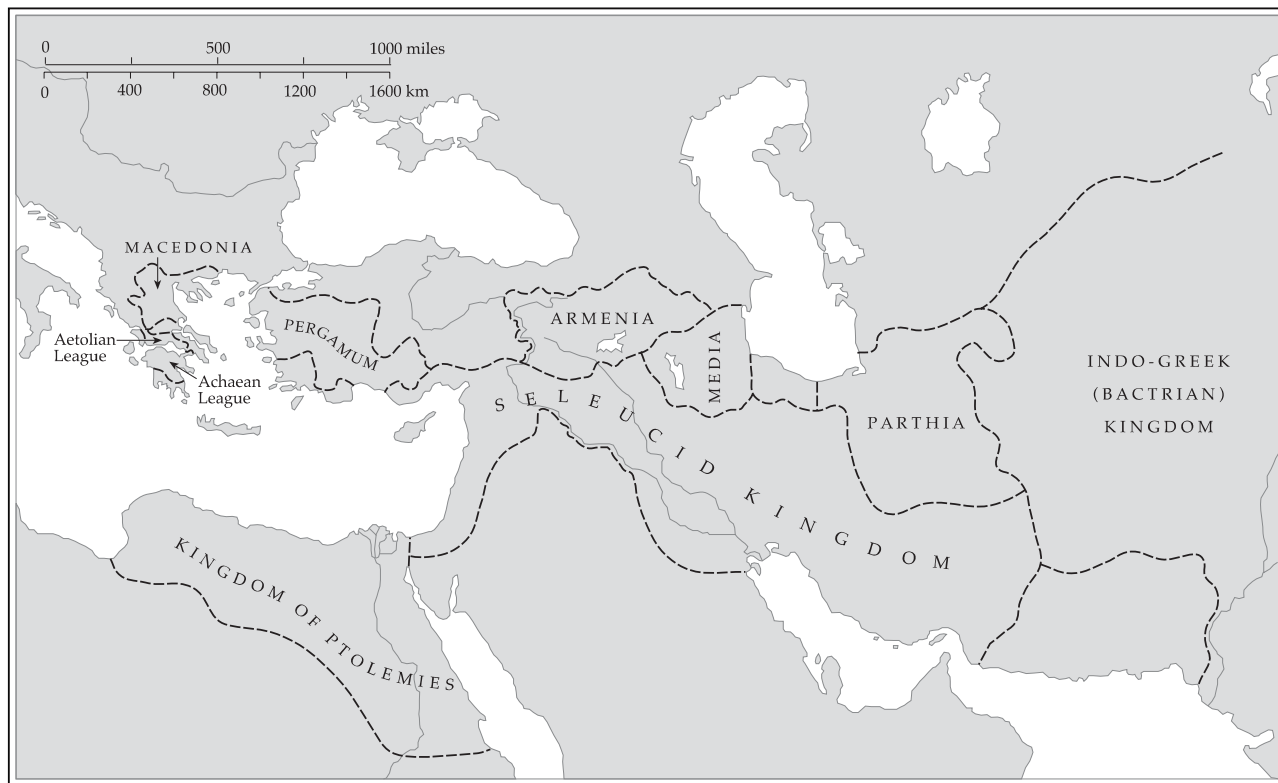 0 500 1000 miles
0 400 800 1200 1600 km
MACEDONIA
Aetolian
League
Achaean
League
PERGAMUM
ARMENIA
MEDIA
PARTHIA
INDO-GREEK
(BACTRIAN)
KINGDOM
SELEUCID KINGDOM
KINGDOM OF PTOLEMIES